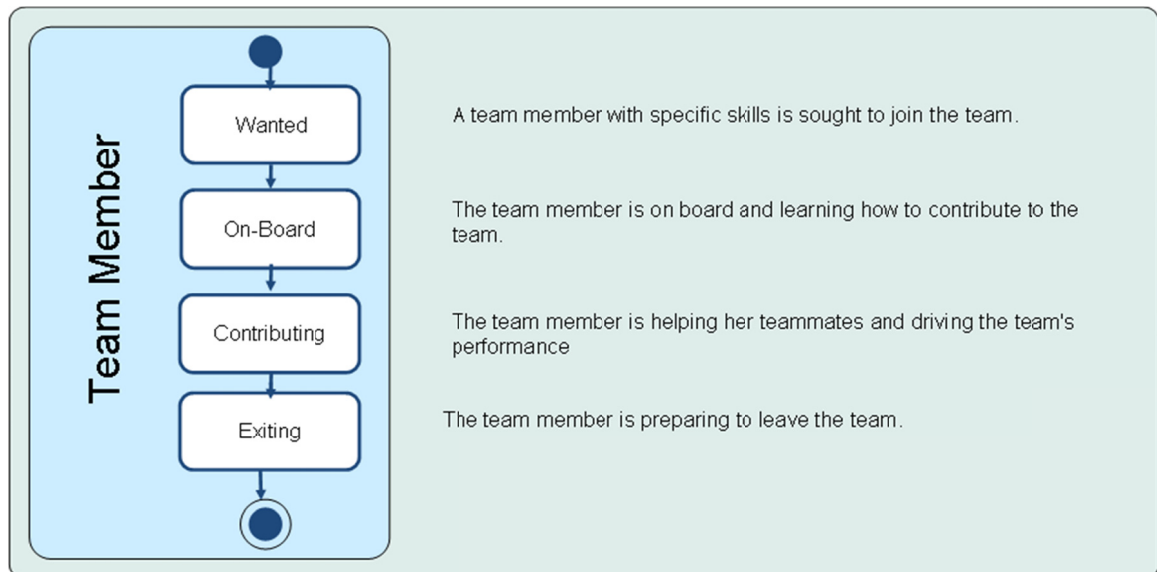 Team Member
Wanted
A team member with specific skills is sought to join the team.
On-Board
The team member is on board and learning how to contribute to the
team.
Contributing
The team member is helping her teammates and driving the team's
performance
Exiting
The team member is preparing to leave the team.